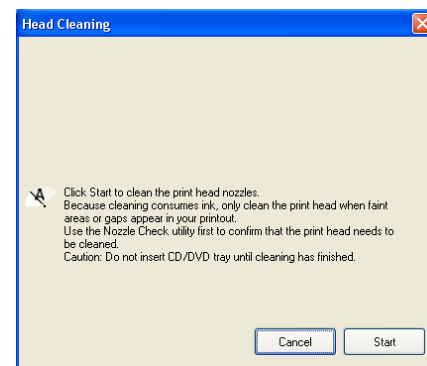 Head Cleaning
Click Start to clean the print head nozzles.
Because cleaning consumes ink, only clean the print head when faint
areas or gaps appear in your printout.
Use the Nozzle Check utility first to confirm that the print head needs to
be cleaned.
Caution: Do not insert CD/DVD tray until cleaning has finished.
Cancel Start